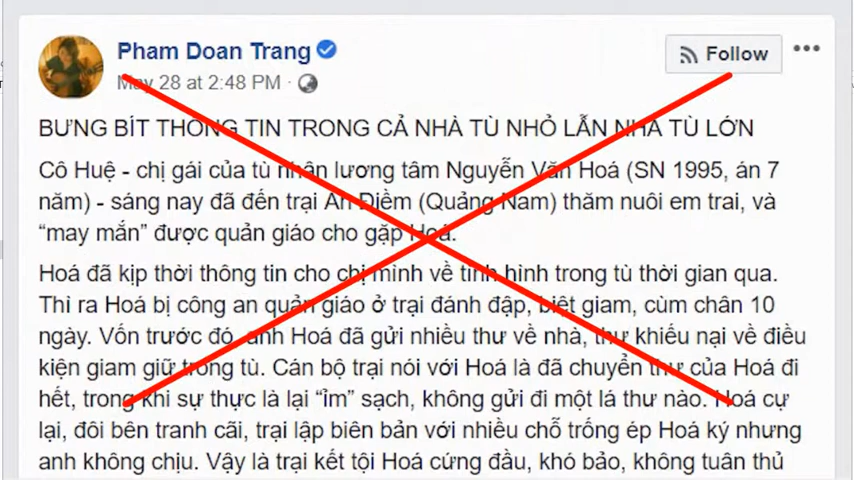 Pham Doan Trang
May 28 at 2:48 PM ·
Follow
BƯNG BÍT THÔNG TIN TRONG CẢ NHÀ TÙ NHỎ LẪN NHÀ TÙ LỚN
Cô Huệ - chị gái của tù nhân lương tâm Nguyễn Văn Hoá (SN 1995, án 7
năm) - sáng nay đã đến trại An Điềm (Quảng Nam) thăm nuôi em trai, và
“may mắn” được quản giáo cho gặp Hoá.
Hoá đã kịp thời thông tin cho chị mình về tình hình trong tù thời gian qua.
Thì ra Hoá bị công an quản giáo ở trại đánh đập, biệt giam, cùm chân 10
ngày. Vốn trước đó, anh Hoá đã gửi nhiều thư về nhà, thư khiếu nại về điều
kiện giam giữ trong tù. Cán bộ trại nói với Hoá là đã chuyển thư của Hoá đi
hết, trong khi sự thực là lại “ỉm” sạch, không gửi đi một lá thư nào. Hoá cự
lại, đôi bên tranh cãi, trại lập biên bản với nhiều chỗ trống ép Hoá ký nhưng
anh không chịu. Vậy là trại kết tội Hoá cứng đầu, khó bảo, không tuân thủ